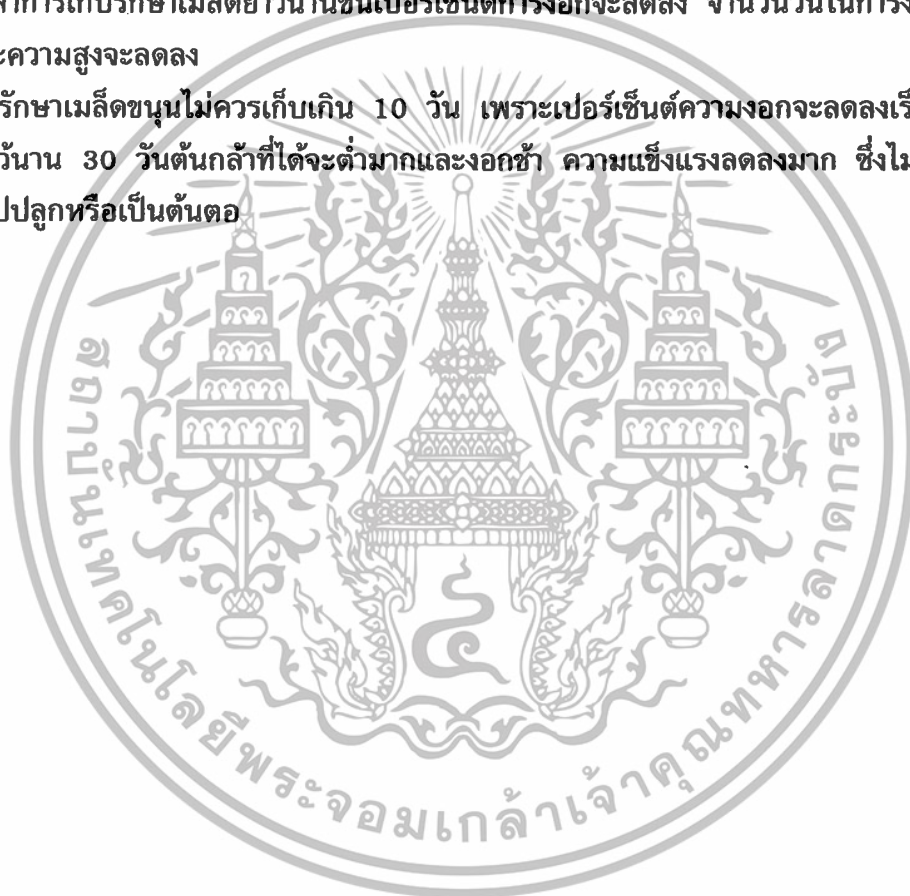 การเก็บรักษาเมล็ดยาวนานขึ้นเปอร์เซ็นต์การงอกจะลดลง จำนวนวันในการ
ความสูงจะลดลง
รักษาเมล็ดขนุนไม่ควรเก็บเกิน 10 วัน เพราะเปอร์เซ็นต์ความงอกจะลดลงเร็
ว้นาน 30 วันต้นกล้าที่ได้จะต่ำมากและงอกช้า ความแข็งแรงลดลงมาก ซึ่งไม
ปปลูกหรือเป็นต้นตอ
สถาบันเทคโนโลยีพระจอมเกล้าเจ้าคุณทหารลาดกระบัง
๕